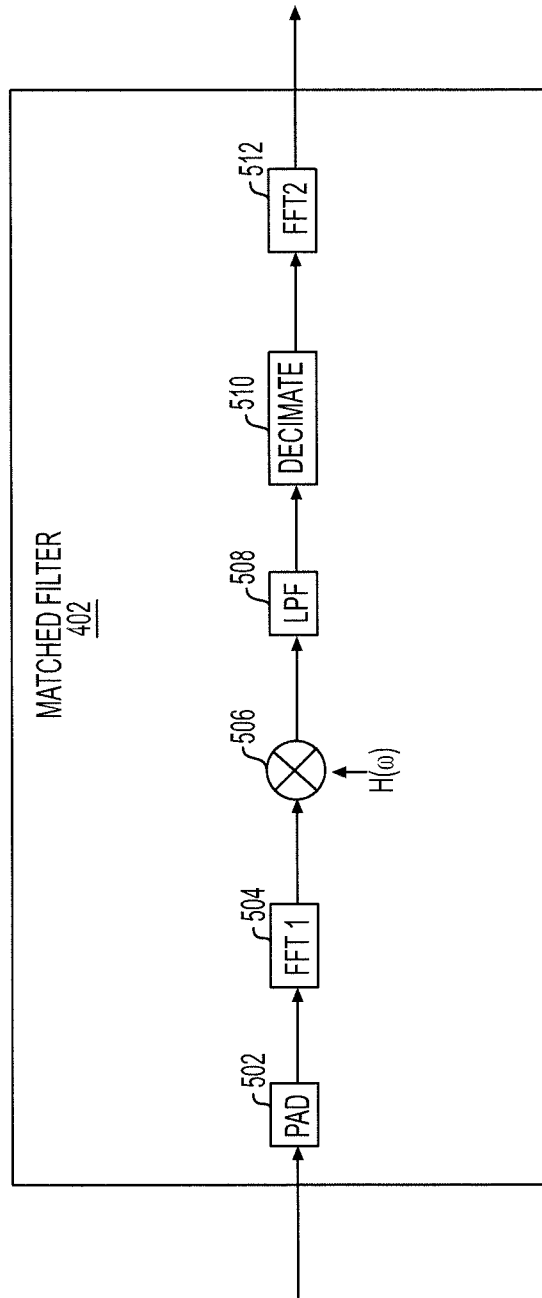 MATCHED FILTER
402
502
PAD
504
FFT 1
506
H(ω)
508
LPF
510
DECIMATE
512
FFT2